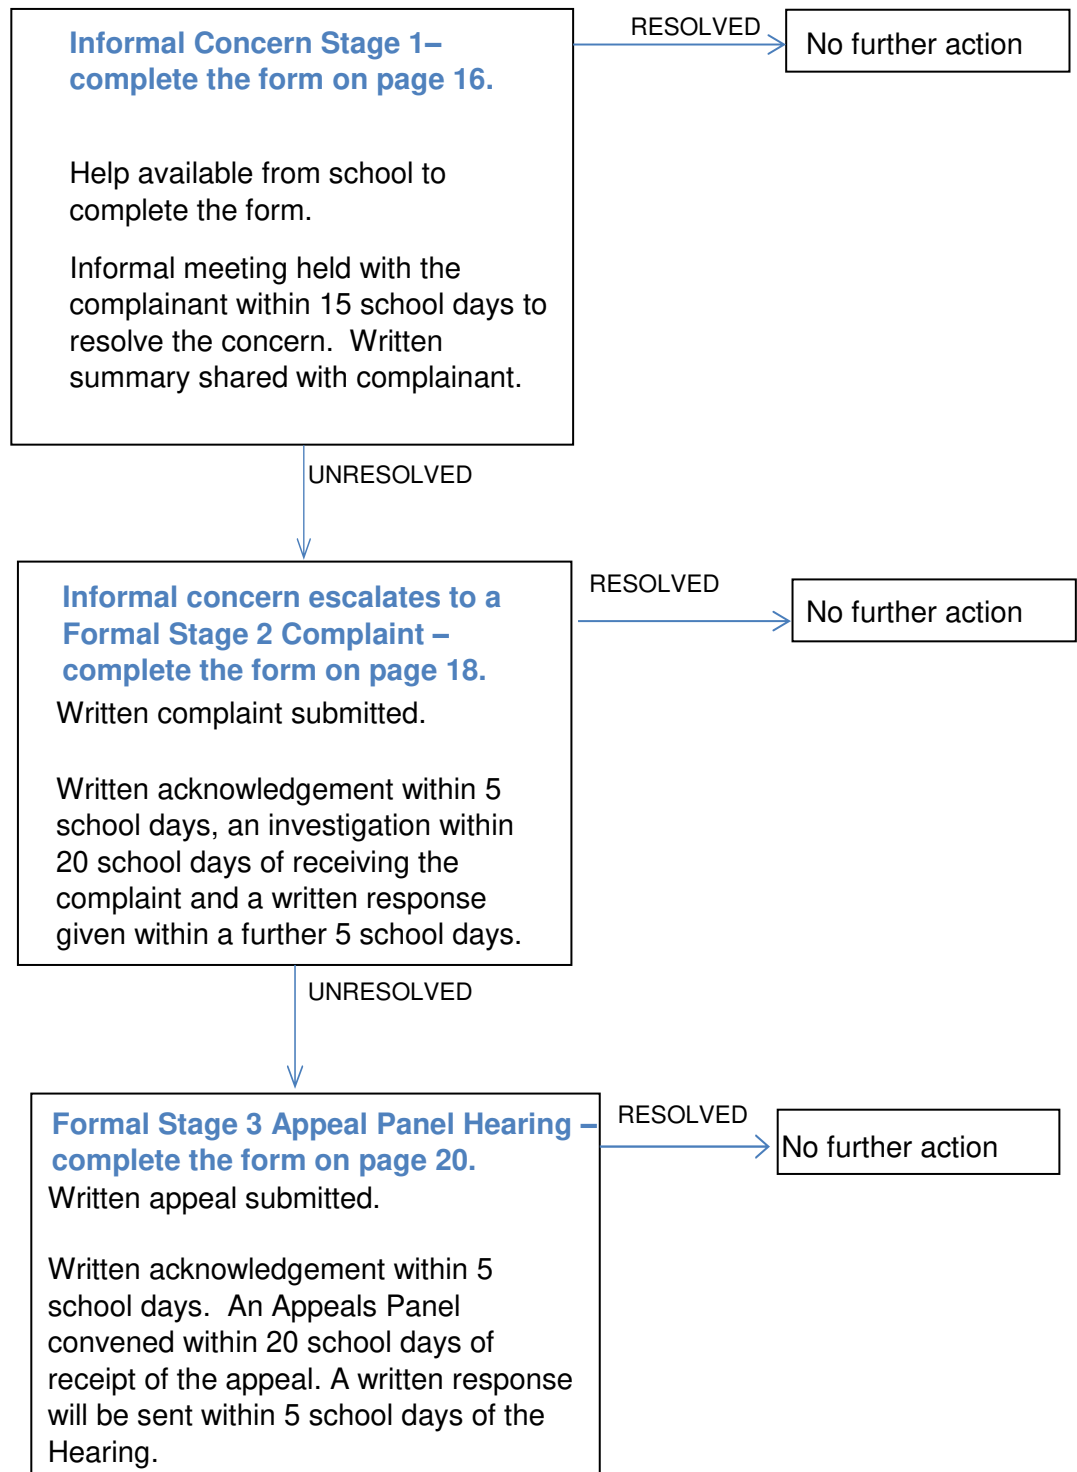 Informal Concern Stage 1–
complete the form on page 16.
RESOLVED
No further action
Help available from school to
complete the form.
Informal meeting held with the
complainant within 15 school days to
resolve the concern.  Written
summary shared with complainant.
UNRESOLVED
Informal concern escalates to a
Formal Stage 2 Complaint –
complete the form on page 18.
RESOLVED
No further action
Written complaint submitted.
Written acknowledgement within 5
school days, an investigation within
20 school days of receiving the
complaint and a written response
given within a further 5 school days.
UNRESOLVED
Formal Stage 3 Appeal Panel Hearing –
complete the form on page 20.
RESOLVED
No further action
Written appeal submitted.
Written acknowledgement within 5
school days.  An Appeals Panel
convened within 20 school days of
receipt of the appeal. A written response
will be sent within 5 school days of the
Hearing.